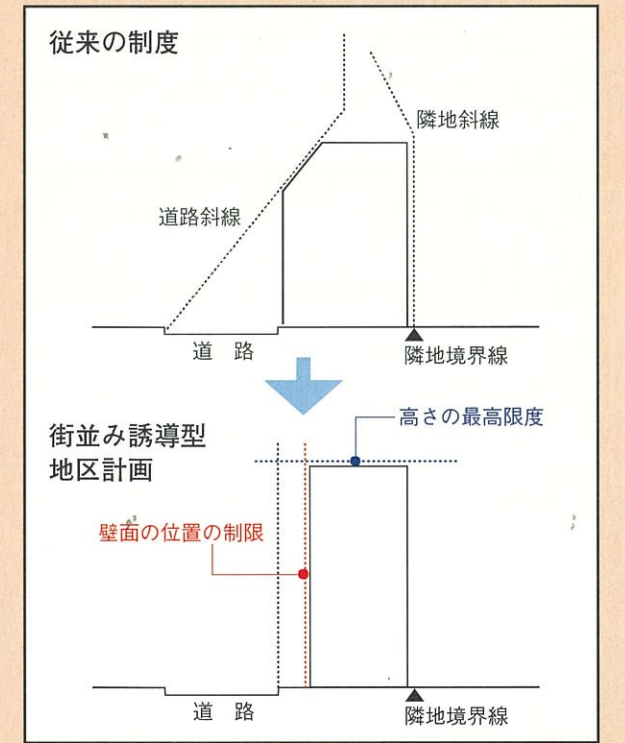 従来の制度
隣地斜線
道路斜線
道 路
隣地境界線
街並み誘導型
地区計画
高さの最高限度
壁面の位置の制限
道 路
隣地境界線